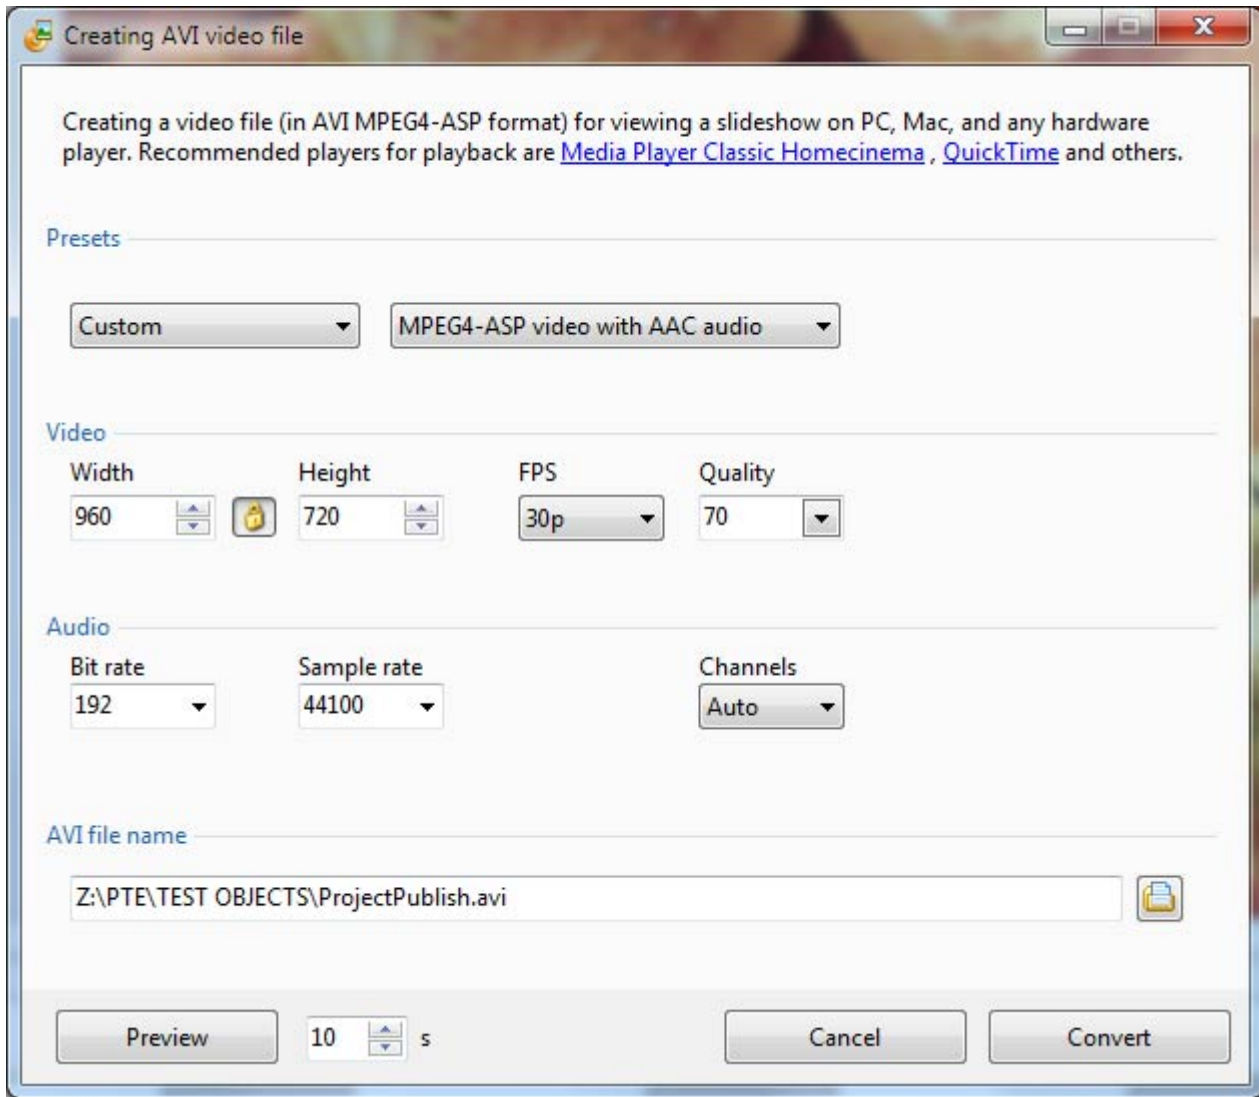 Creating AVI video file
Creating a video file (in AVI MPEG4-ASP format) for viewing a slideshow on PC, Mac, and any hardware
player. Recommended players for playback are Media Player Classic Homecinema , QuickTime and others.
Presets
Custom MPEG4-ASP video with AAC audio
Video
Width Height FPS Quality
960 720 30p 70
Audio
Bit rate Sample rate Channels
192 44100 Auto
AVI file name
Z:\PTE\TEST OBJECTS\ProjectPublish.avi
Preview 10 s Cancel Convert